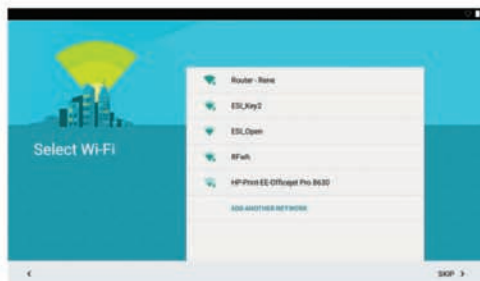 Select Wi-Fi
Router - Rene
ESI_Key2
ESI_Open
RFwh
HP-Print-EE-Officejet Pro 8630
ADD ANOTHER NETWORK
SKIP